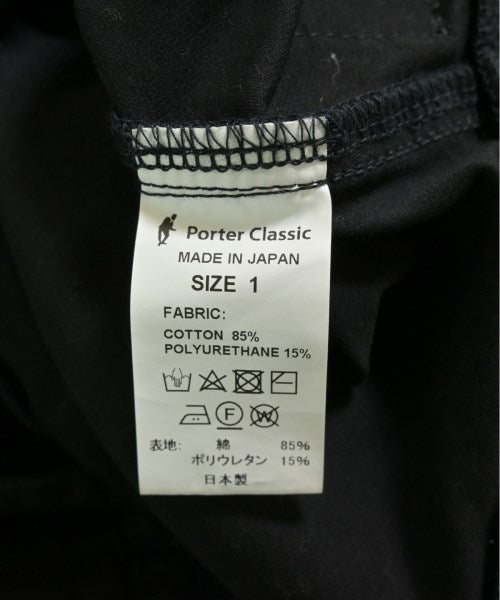 Porter Classic
MADE IN JAPAN
SIZE 1
FABRIC:
COTTON 85%
POLYURETHANE 15%
F
W
表地: 綿 85%
ポリウレタン 15%
日本製